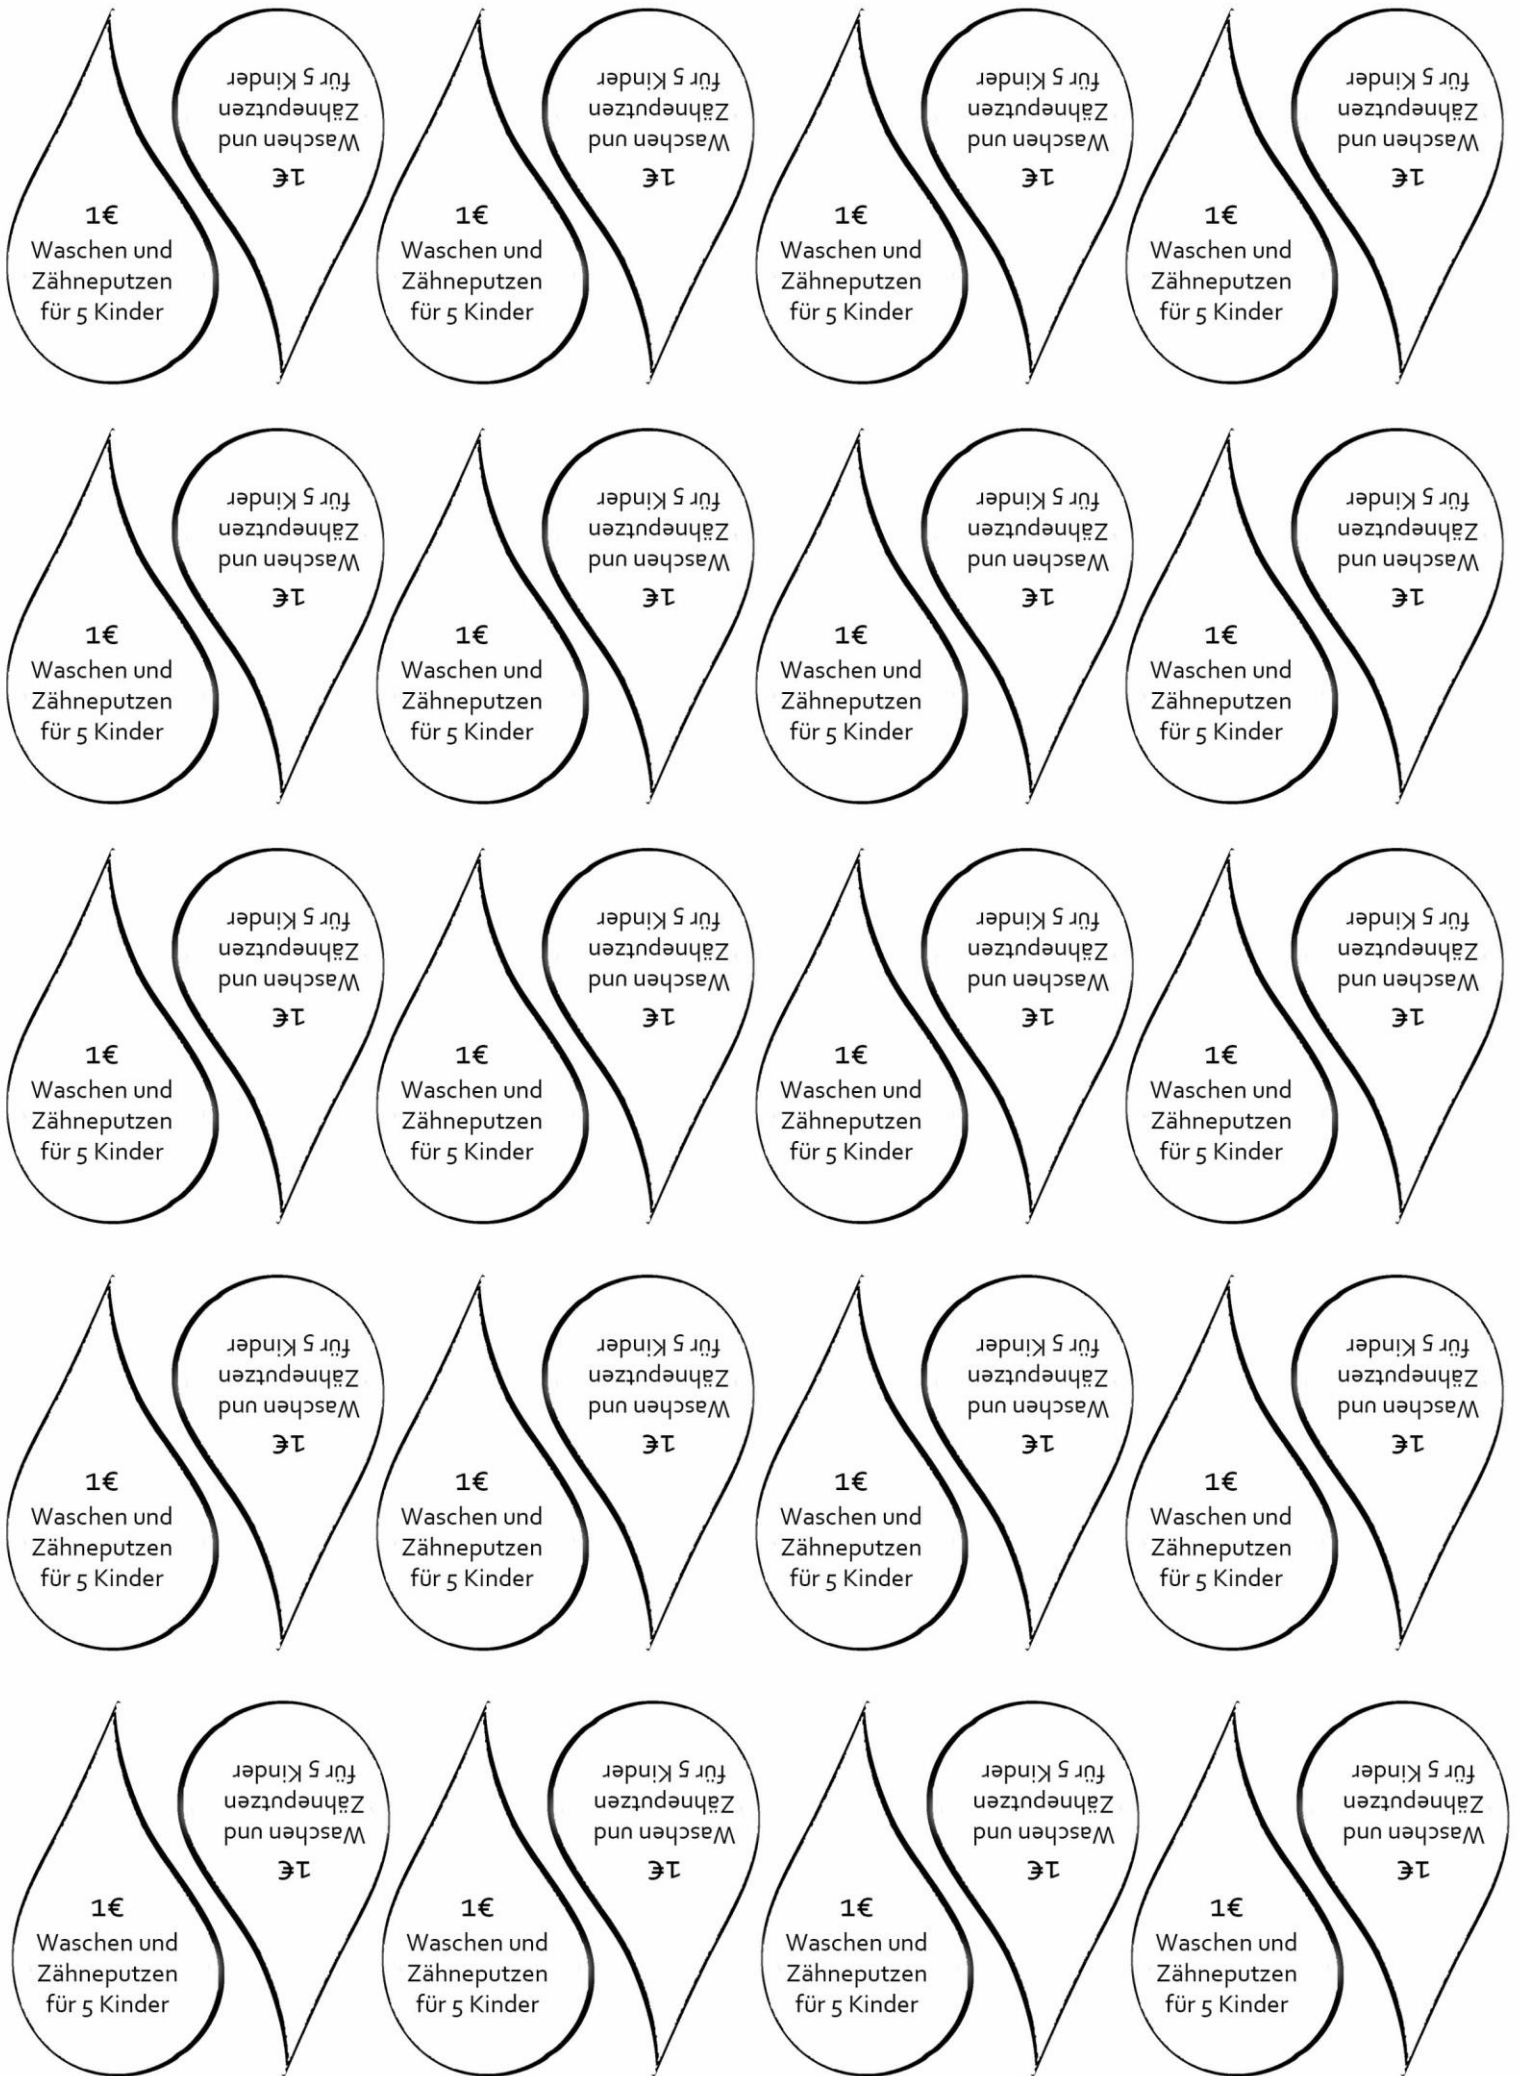 1€
Waschen und
Zähneputzen
für 5 Kinder
1€
Waschen und
Zähneputzen
für 5 Kinder
1€
Waschen und
Zähneputzen
für 5 Kinder
1€
Waschen und
Zähneputzen
für 5 Kinder
1€
Waschen und
Zähneputzen
für 5 Kinder
1€
Waschen und
Zähneputzen
für 5 Kinder
1€
Waschen und
Zähneputzen
für 5 Kinder
1€
Waschen und
Zähneputzen
für 5 Kinder
1€
Waschen und
Zähneputzen
für 5 Kinder
1€
Waschen und
Zähneputzen
für 5 Kinder
1€
Waschen und
Zähneputzen
für 5 Kinder
1€
Waschen und
Zähneputzen
für 5 Kinder
1€
Waschen und
Zähneputzen
für 5 Kinder
1€
Waschen und
Zähneputzen
für 5 Kinder
1€
Waschen und
Zähneputzen
für 5 Kinder
1€
Waschen und
Zähneputzen
für 5 Kinder
1€
Waschen und
Zähneputzen
für 5 Kinder
1€
Waschen und
Zähneputzen
für 5 Kinder
1€
Waschen und
Zähneputzen
für 5 Kinder
1€
Waschen und
Zähneputzen
für 5 Kinder
1€
Waschen und
Zähneputzen
für 5 Kinder
1€
Waschen und
Zähneputzen
für 5 Kinder
1€
Waschen und
Zähneputzen
für 5 Kinder
1€
Waschen und
Zähneputzen
für 5 Kinder
1€
Waschen und
Zähneputzen
für 5 Kinder
1€
Waschen und
Zähneputzen
für 5 Kinder
1€
Waschen und
Zähneputzen
für 5 Kinder
1€
Waschen und
Zähneputzen
für 5 Kinder
1€
Waschen und
Zähneputzen
für 5 Kinder
1€
Waschen und
Zähneputzen
für 5 Kinder
1€
Waschen und
Zähneputzen
für 5 Kinder
1€
Waschen und
Zähneputzen
für 5 Kinder
1€
Waschen und
Zähneputzen
für 5 Kinder
1€
Waschen und
Zähneputzen
für 5 Kinder
1€
Waschen und
Zähneputzen
für 5 Kinder
1€
Waschen und
Zähneputzen
für 5 Kinder
1€
Waschen und
Zähneputzen
für 5 Kinder
1€
Waschen und
Zähneputzen
für 5 Kinder
1€
Waschen und
Zähneputzen
für 5 Kinder
1€
Waschen und
Zähneputzen
für 5 Kinder